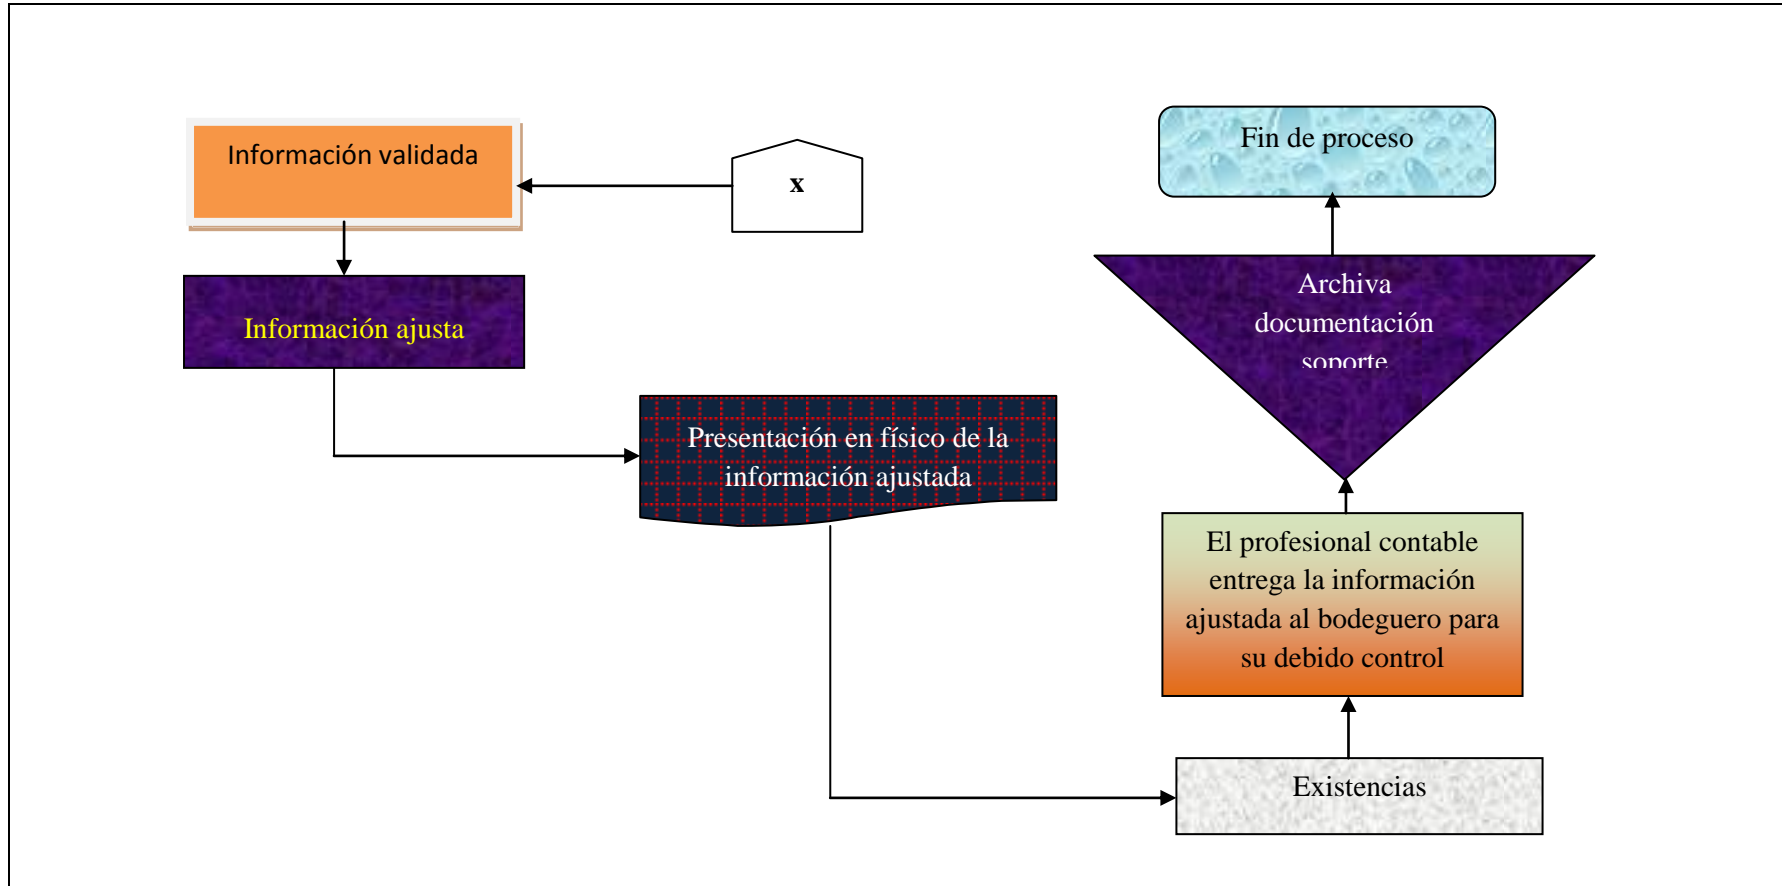 Información validada
x
Información ajusta
Presentación en físico de la
información ajustada
Existencias
El profesional contable
entrega la información
ajustada al bodeguero para
su debido control
Archiva
documentación
soporte
Fin de proceso